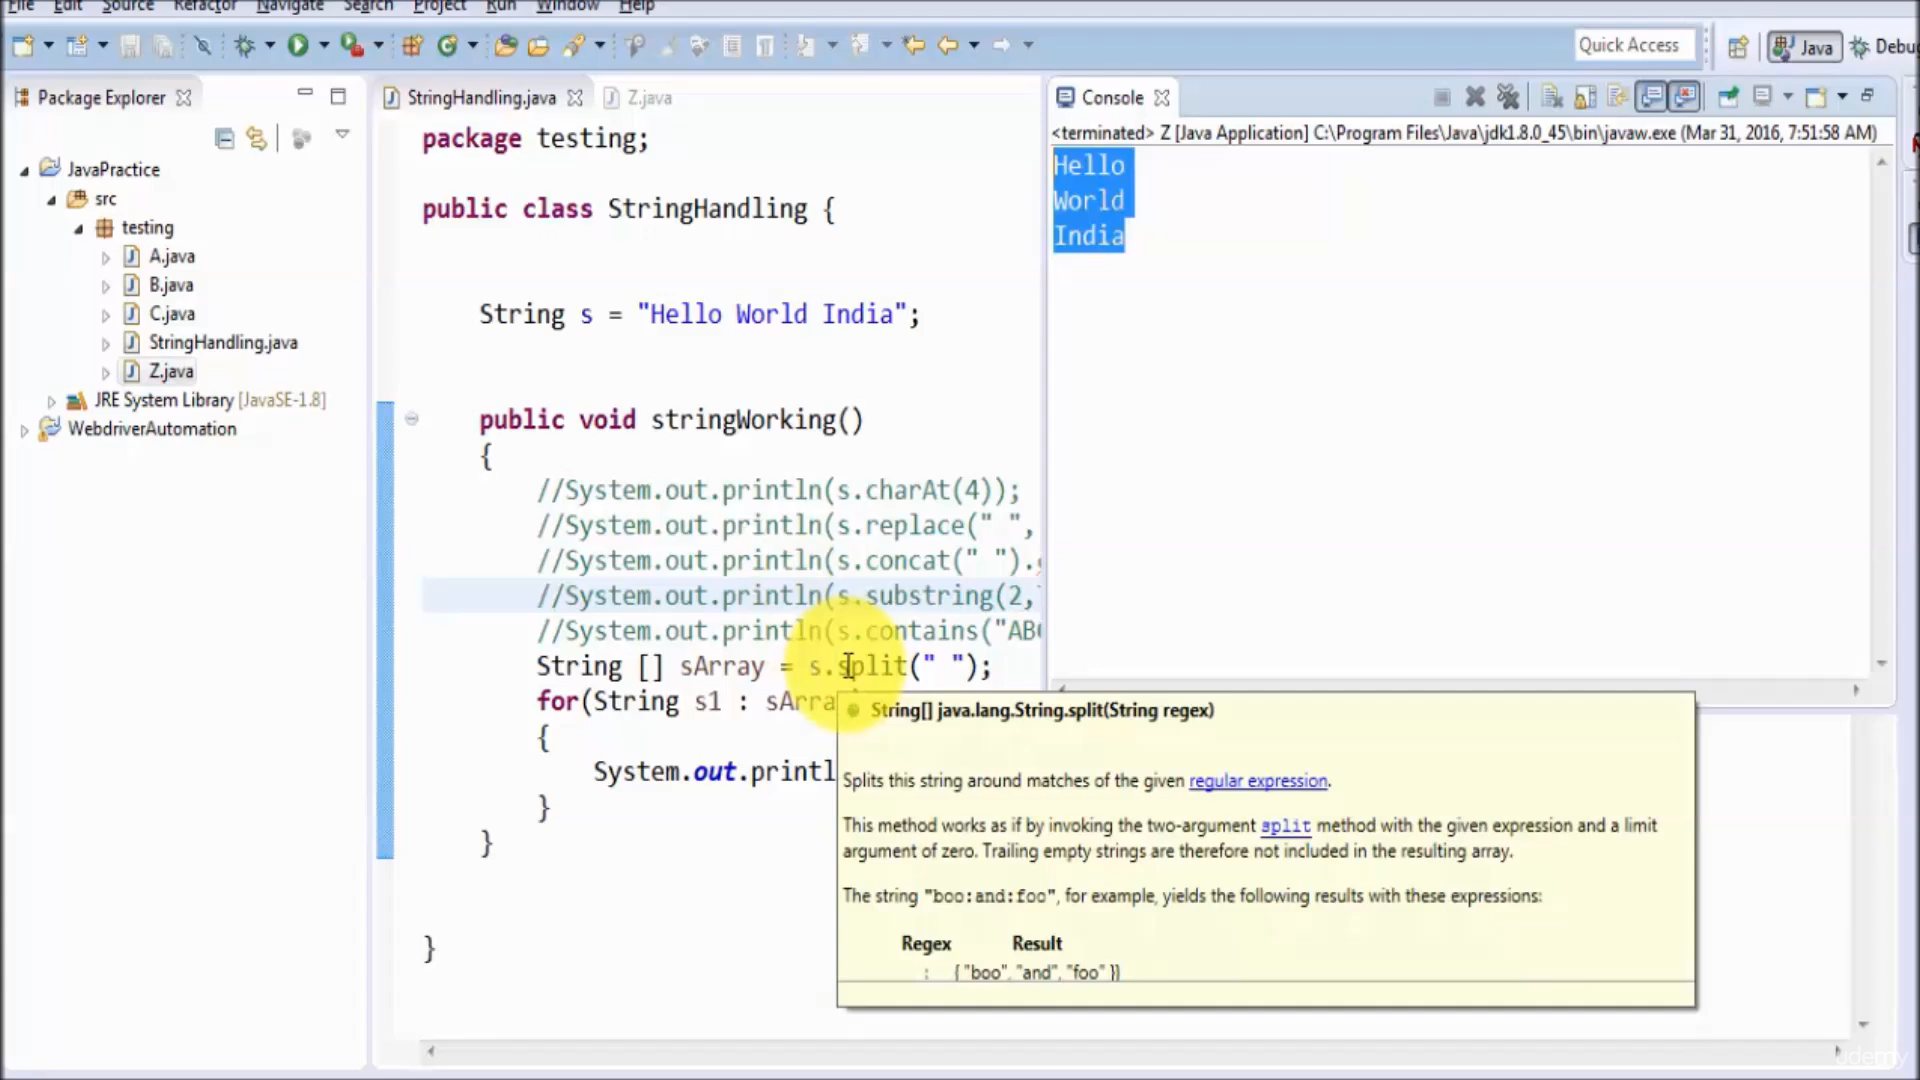 File Edit Source Refactor Navigate Search Project Run Window Help
Quick Access
Java
Debu
Package Explorer
JavaPractice
src
testing
A.java
B.java
C.java
StringHandling.java
Z.java
JRE System Library [JavaSE-1.8]
WebdriverAutomation
StringHandling.java
Z.java
package testing;
public class StringHandling {
String s = "Hello World India";
public void stringWorking()
{
//System.out.println(s.charAt(4));
//System.out.println(s.replace(" ",
//System.out.println(s.concat(" ").
//System.out.println(s.substring(2,
//System.out.println(s.contains("AB
String [] sArray = s.split(" ");
for(String s1 : sArra
{
System.out.printl
}
}
}
Console
<terminated> Z [Java Application] C:\Program Files\Java\jdk1.8.0_45\bin\javaw.exe (Mar 31, 2016, 7:51:58 AM)
Hello
World
India
String[] java.lang.String.split(String regex)
Splits this string around matches of the given regular expression.
This method works as if by invoking the two-argument split method with the given expression and a limit
argument of zero. Trailing empty strings are therefore not included in the resulting array.
The string "boo:and:foo", for example, yields the following results with these expressions:
Regex Result
: { "boo", "and", "foo" }}
udemy